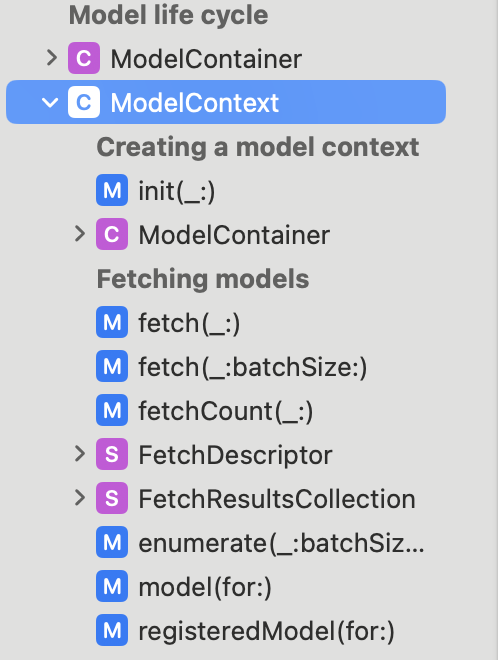 Model life cycle
C ModelContainer
C ModelContext
Creating a model context
M init(_:)
C ModelContainer
Fetching models
M fetch(_:)
M fetch(_:batchSize:)
M fetchCount(_:)
S FetchDescriptor
S FetchResultsCollection
M enumerate(_:batchSiz...
M model(for:)
M registeredModel(for:)